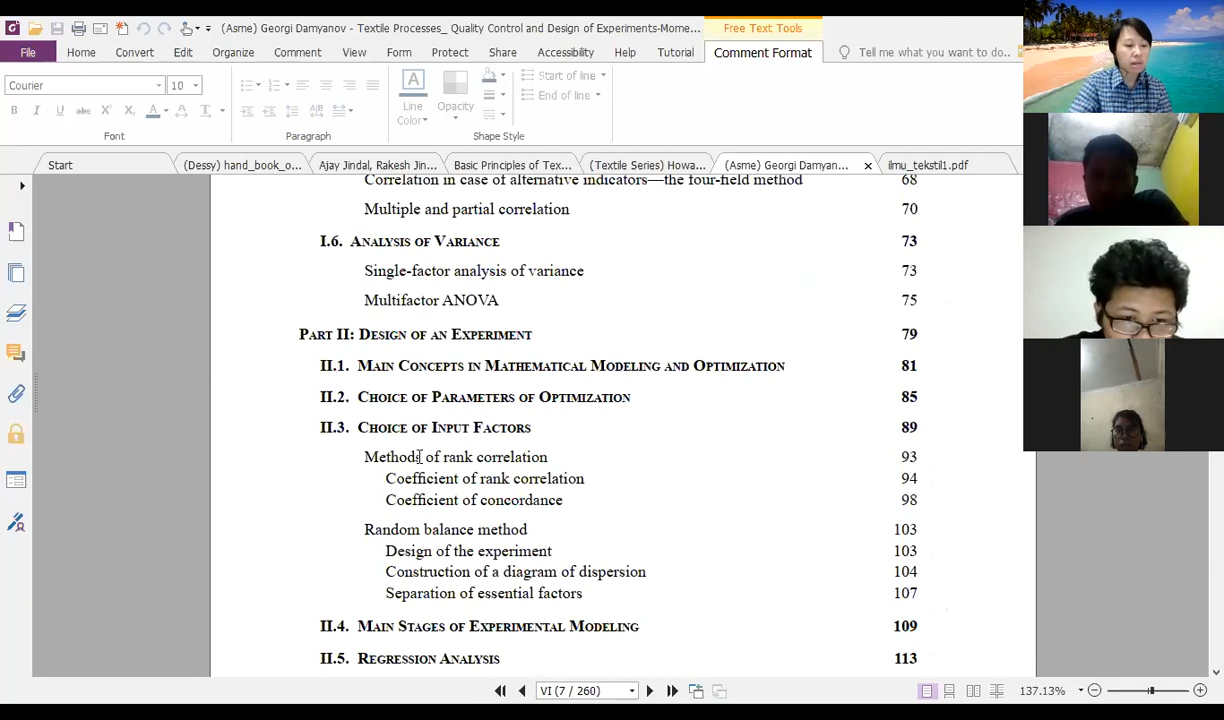 (Asme) Georgi Damyanov - Textile Processes_ Quality Control and Design of Experiments-Mome...
Free Text Tools
File Home Convert Edit Organize Comment View Form Protect Share Accessibility Help Tutorial Comment Format Tell me what you want to do..
Courier 10
Line Color
Opacity
Start of line
End of line
Font Paragraph Shape Style
Start (Dessy) hand_book_o... Ajay Jindal, Rakesh Jin... Basic Principles of Tex... (Textile Series) Howa... (Asme) Georgi Damyan... ilmu_tekstil1.pdf
Correlation in case of alternative indicators—the four-field method 68
Multiple and partial correlation 70
I.6. Analysis of Variance 73
Single-factor analysis of variance 73
Multifactor ANOVA 75
Part II: Design of an Experiment 79
II.1. Main Concepts in Mathematical Modeling and Optimization 81
II.2. Choice of Parameters of Optimization 85
II.3. Choice of Input Factors 89
Methods of rank correlation 93
Coefficient of rank correlation 94
Coefficient of concordance 98
Random balance method 103
Design of the experiment 103
Construction of a diagram of dispersion 104
Separation of essential factors 107
II.4. Main Stages of Experimental Modeling 109
II.5. Regression Analysis 113
VI (7 / 260)
137.13%